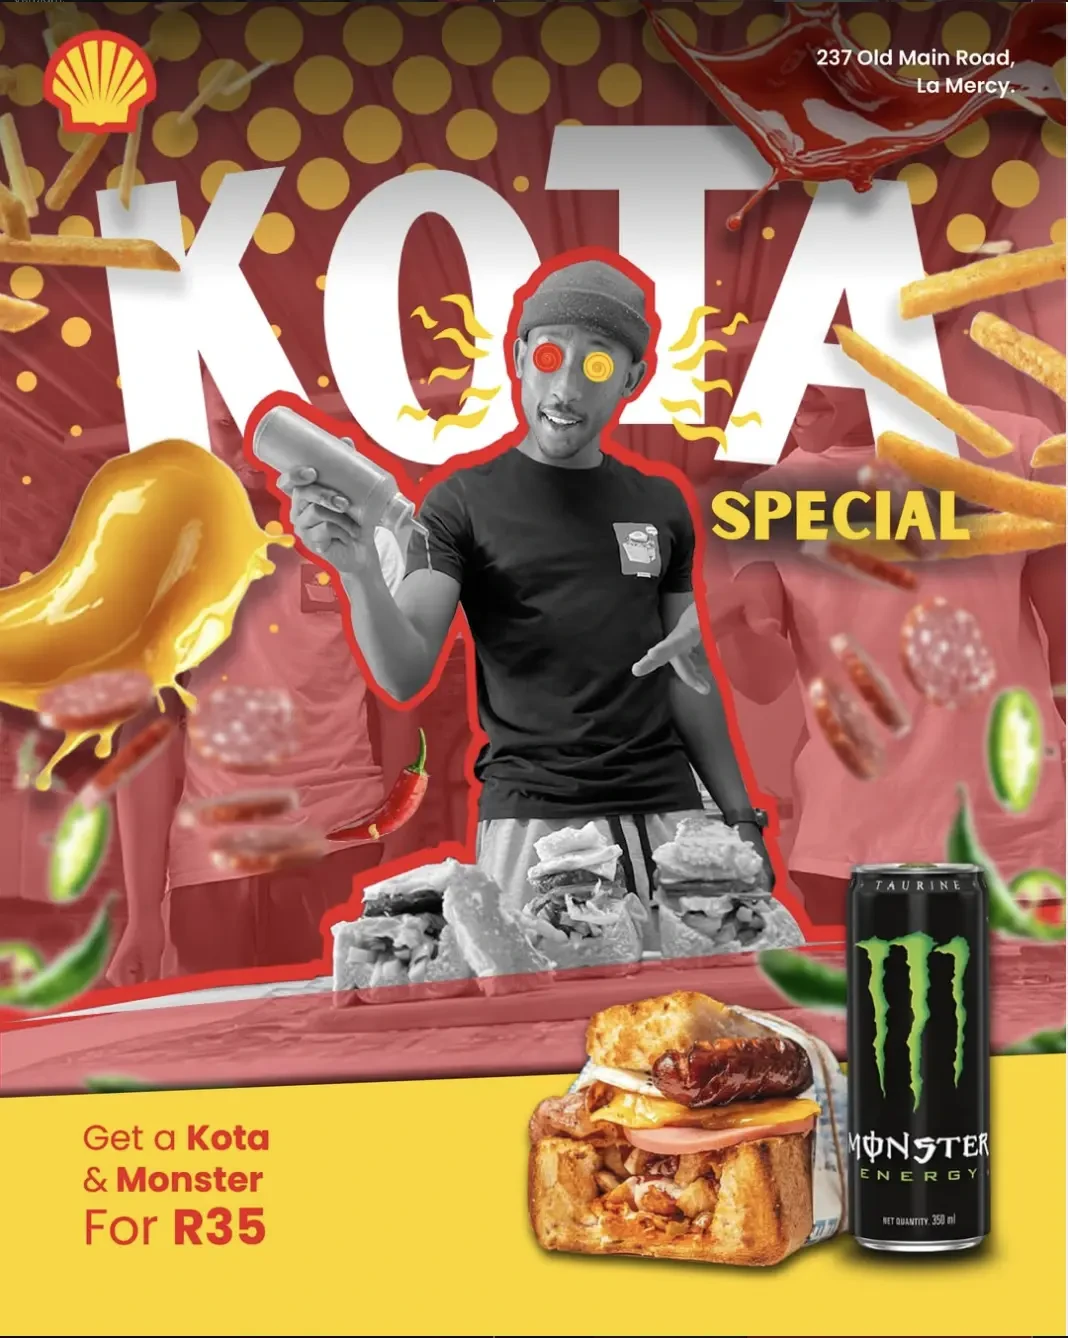 237 Old Main Road,
La Mercy.
KOTA
SPECIAL
TAURINE
MONSTER
ENERGY
NET QUANTITY. 350 ml
Get a Kota
& Monster
For R35